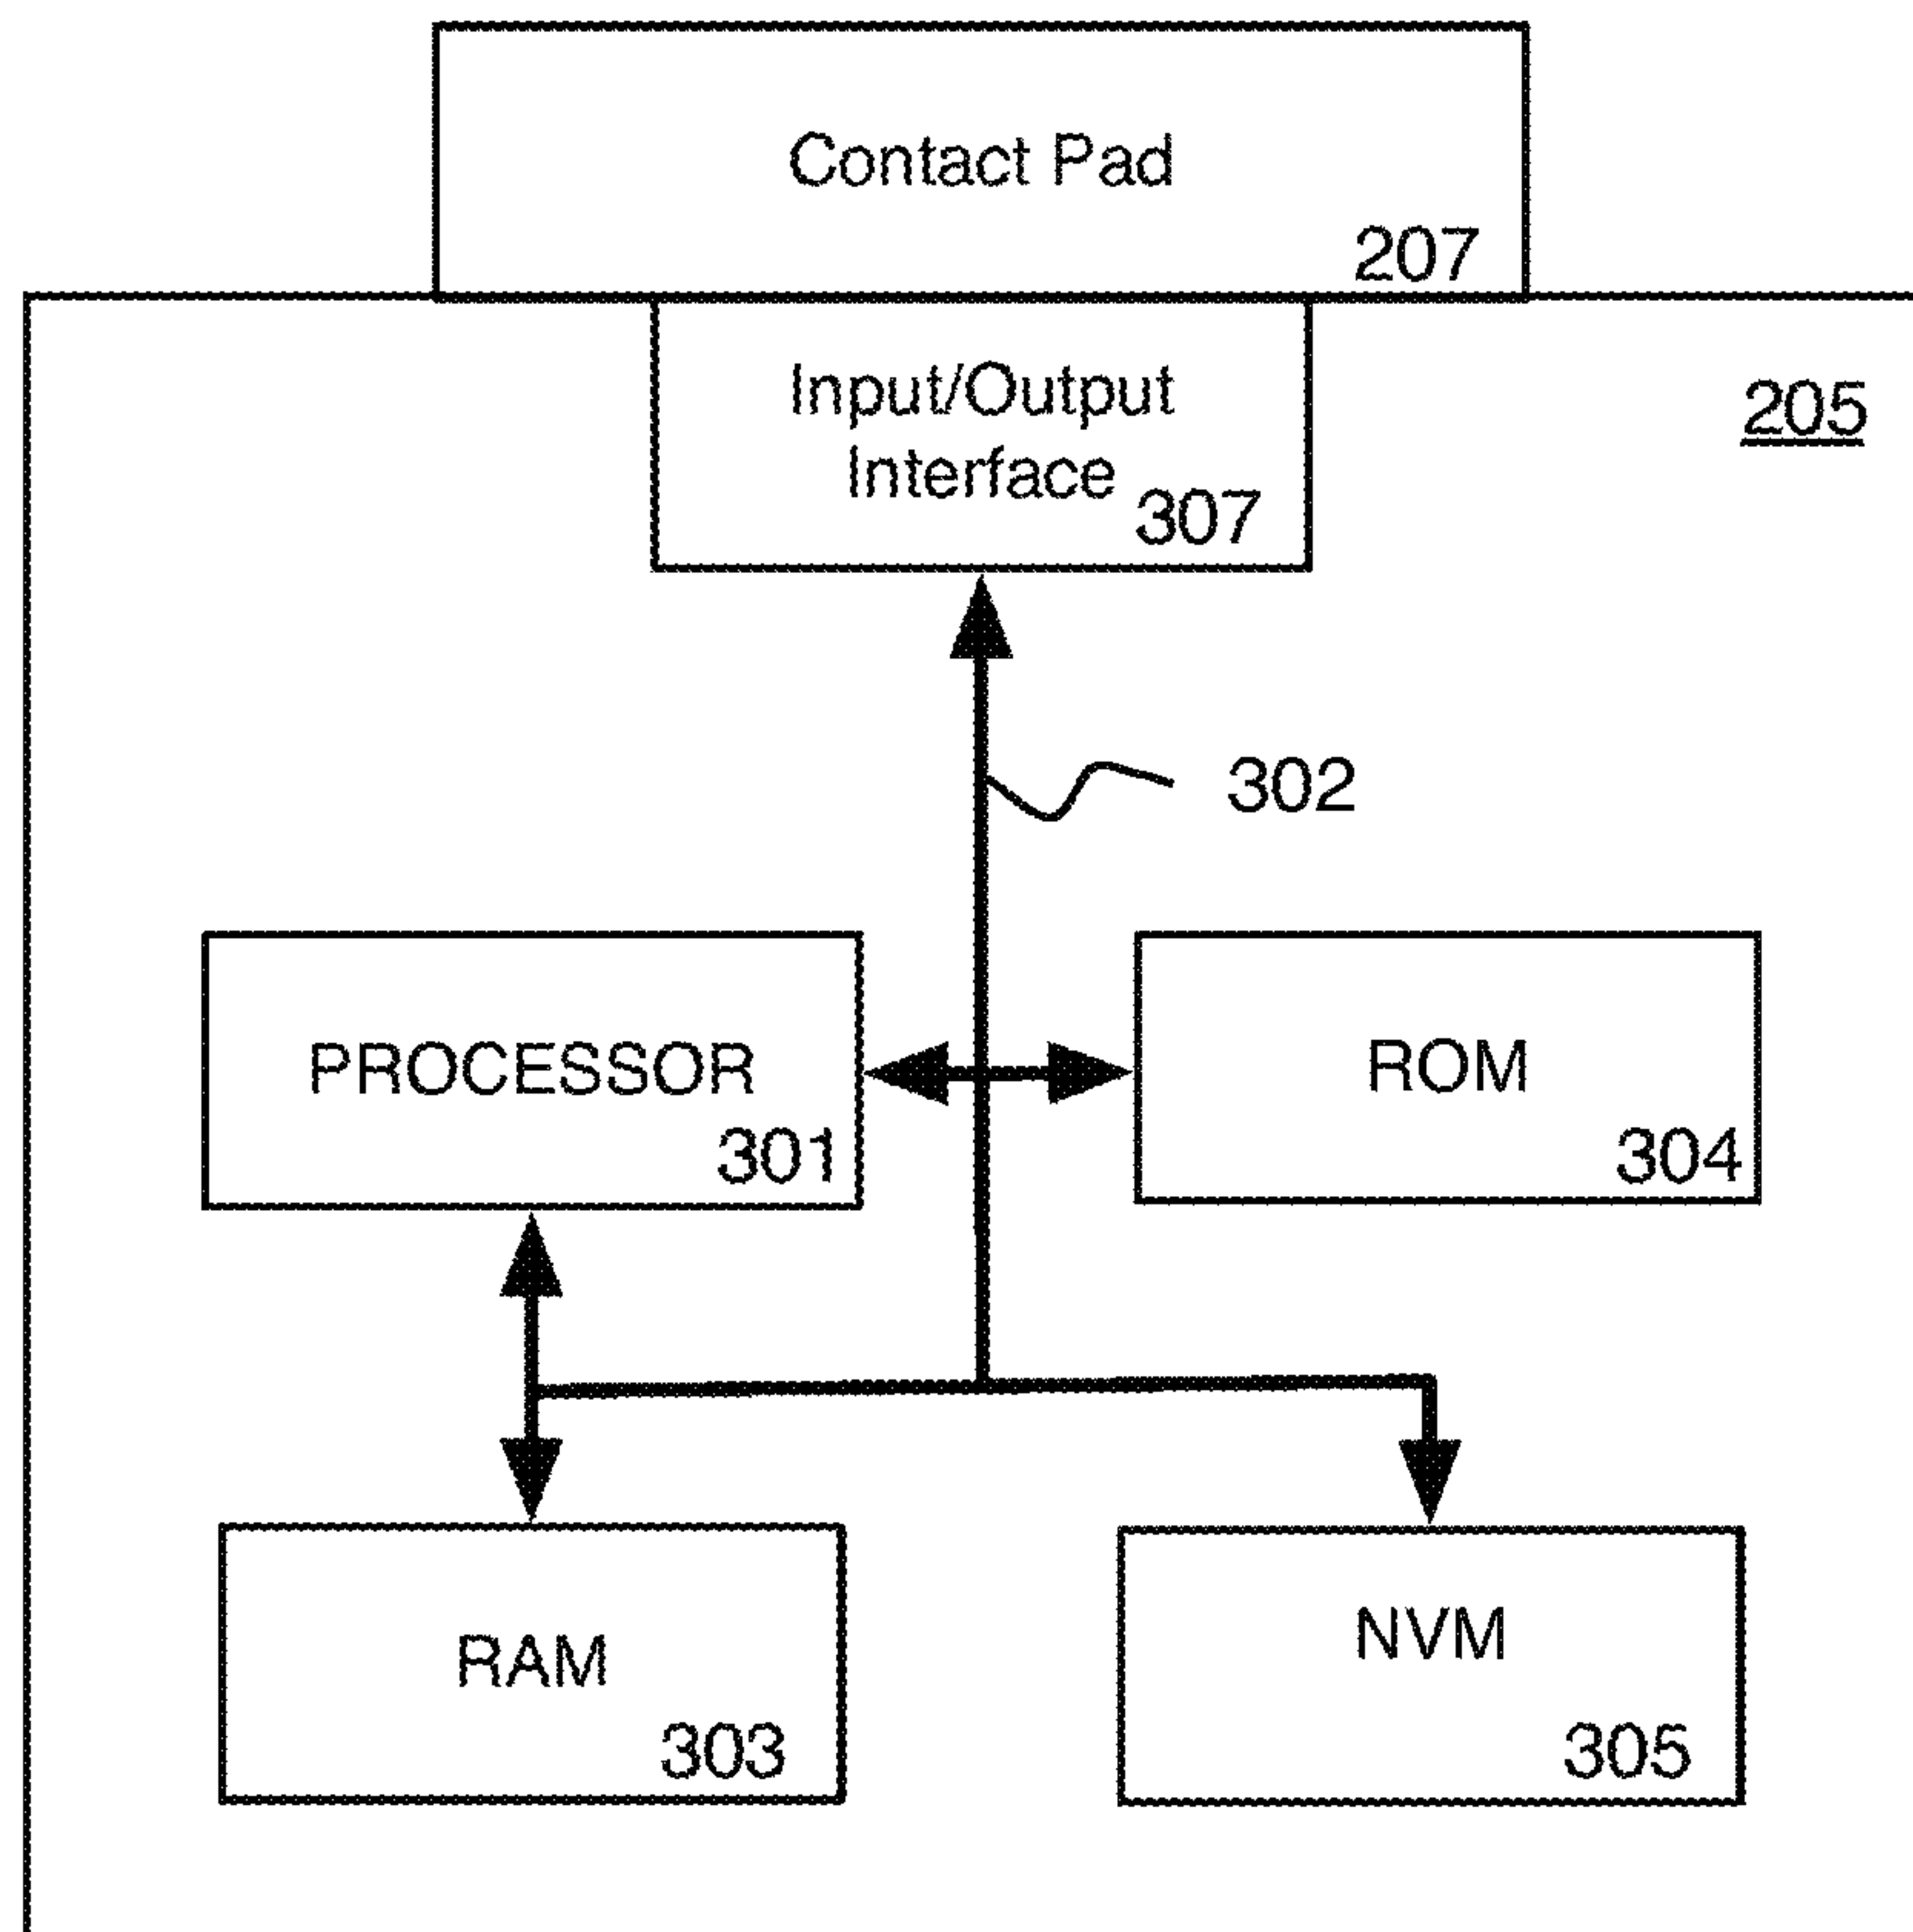 Contact Pad
207
Input/Output
Interface
307
205
302
PROCESSOR
301
ROM
304
RAM
303
NVM
305